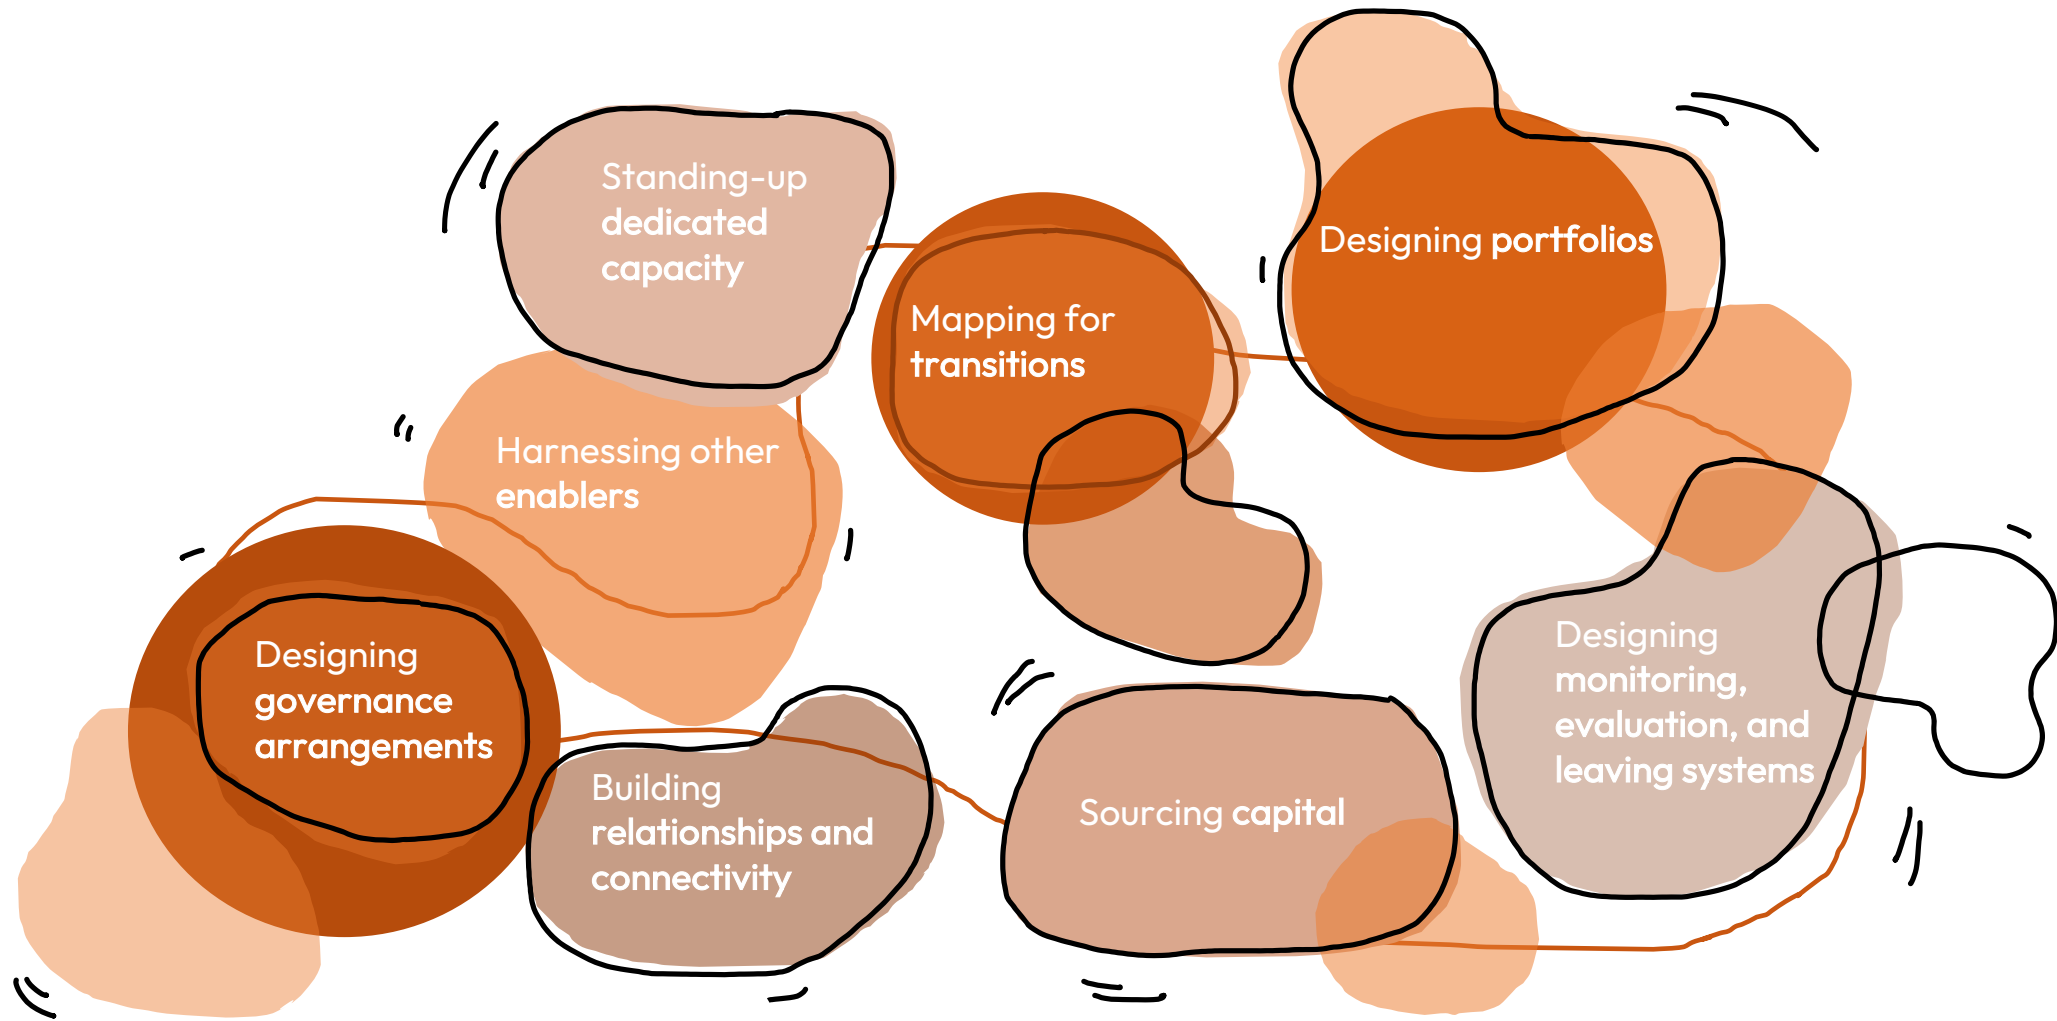 Standing-up
dedicated
capacity
Mapping for
transitions
Designing portfolios
Harnessing other
enablers
Designing
governance
arrangements
Building
relationships and
connectivity
Sourcing capital
Designing
monitoring,
evaluation, and
leaving systems